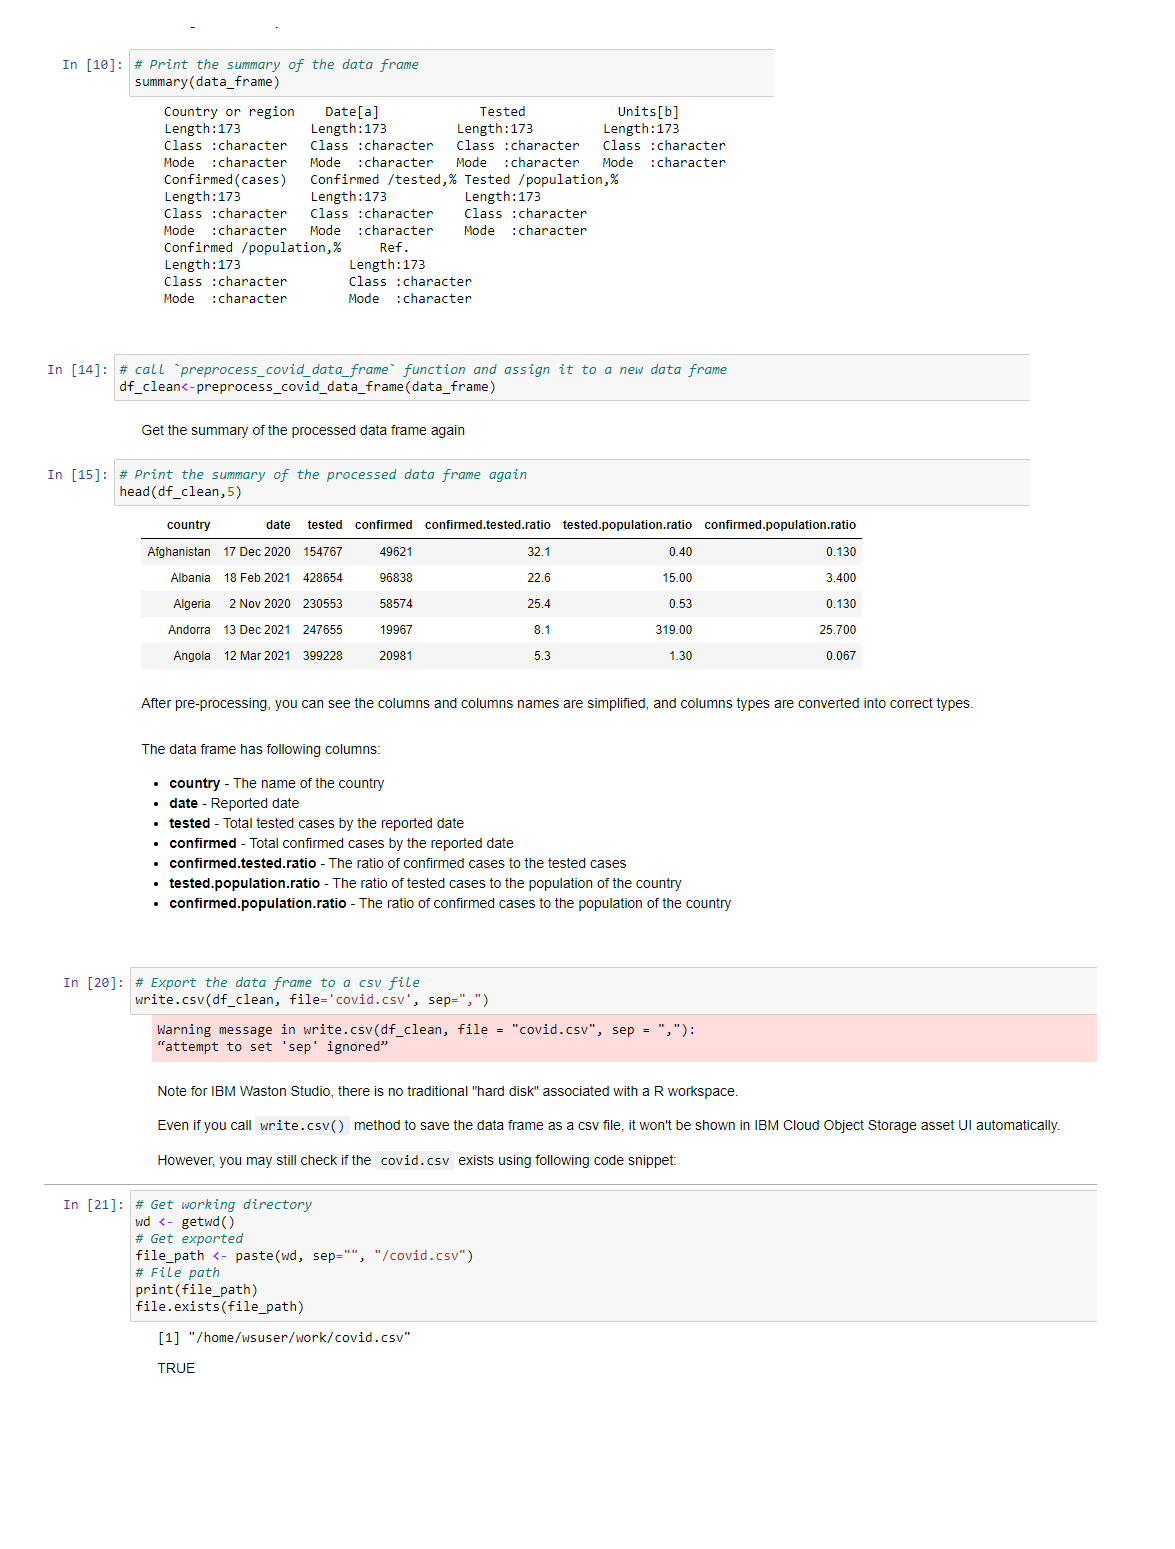 In [10]: # Print the summary of the data frame
summary(data_frame)
Country or region    Date[a]             Tested            Units[b]
Length:173         Length:173         Length:173         Length:173
Class :character   Class :character   Class :character   Class :character
Mode  :character   Mode  :character   Mode  :character   Mode  :character
Confirmed(cases)   Confirmed /tested,% Tested /population,%
Length:173         Length:173          Length:173
Class :character   Class :character    Class :character
Mode  :character   Mode  :character    Mode  :character
Confirmed /population,%     Ref.
Length:173              Length:173
Class :character        Class :character
Mode  :character        Mode  :character
In [14]: # call `preprocess_covid_data_frame` function and assign it to a new data frame
df_clean<-preprocess_covid_data_frame(data_frame)
Get the summary of the processed data frame again
In [15]: # Print the summary of the processed data frame again
head(df_clean,5)
country date tested confirmed confirmed.tested.ratio tested.population.ratio confirmed.population.ratio
Afghanistan 17 Dec 2020 154767 49621 32.1 0.40 0.130
Albania 18 Feb 2021 428654 96838 22.6 15.00 3.400
Algeria 2 Nov 2020 230553 58574 25.4 0.53 0.130
Andorra 13 Dec 2021 247655 19967 8.1 319.00 25.700
Angola 12 Mar 2021 399228 20981 5.3 1.30 0.067
After pre-processing, you can see the columns and columns names are simplified, and columns types are converted into correct types.
The data frame has following columns:
• country - The name of the country
• date - Reported date
• tested - Total tested cases by the reported date
• confirmed - Total confirmed cases by the reported date
• confirmed.tested.ratio - The ratio of confirmed cases to the tested cases
• tested.population.ratio - The ratio of tested cases to the population of the country
• confirmed.population.ratio - The ratio of confirmed cases to the population of the country
In [20]: # Export the data frame to a csv file
write.csv(df_clean, file='covid.csv', sep=",")
Warning message in write.csv(df_clean, file = "covid.csv", sep = ","):
“attempt to set 'sep' ignored”
Note for IBM Waston Studio, there is no traditional "hard disk" associated with a R workspace.
Even if you call write.csv() method to save the data frame as a csv file, it won't be shown in IBM Cloud Object Storage asset UI automatically.
However, you may still check if the covid.csv exists using following code snippet:
In [21]: # Get working directory
wd <- getwd()
# Get exported
file_path <- paste(wd, sep="", "/covid.csv")
# File path
print(file_path)
file.exists(file_path)
[1] "/home/wsuser/work/covid.csv"
TRUE